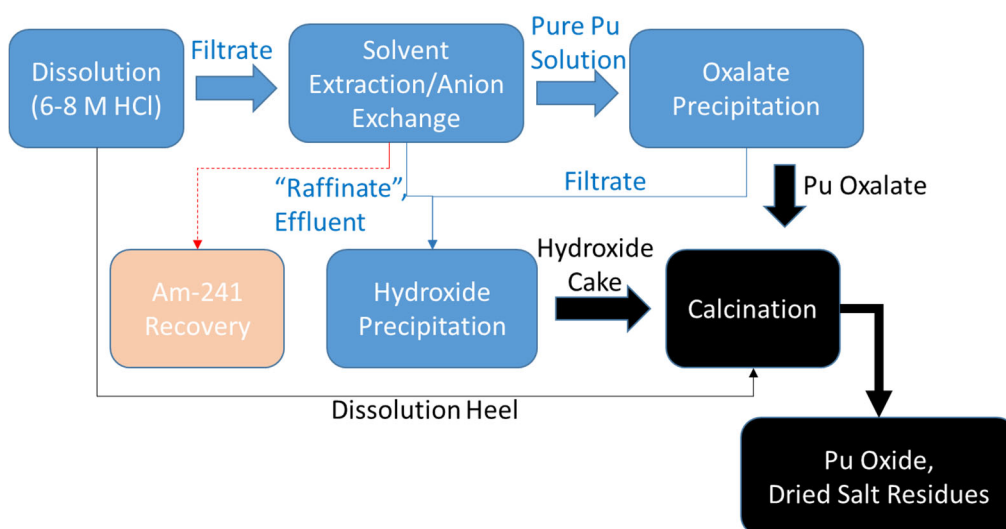 Dissolution
(6-8 M HCl)
Filtrate
Solvent
Extraction/Anion
Exchange
Pure Pu
Solution
Oxalate
Precipitation
"Raffinate",
Effluent
Filtrate
Pu Oxalate
Am-241
Recovery
Hydroxide
Precipitation
Hydroxide
Cake
Calcination
Dissolution Heel
Pu Oxide,
Dried Salt Residues